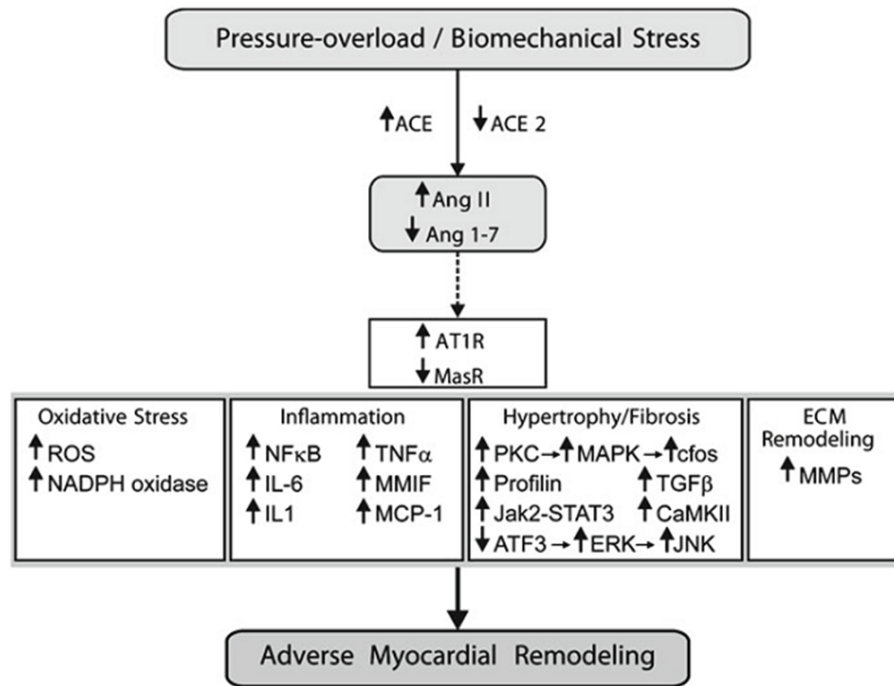 Pressure-overload / Biomechanical Stress
↑ACE ↓ACE 2
↑Ang II
↓Ang 1-7
↑AT1R
↓MasR
Oxidative Stress
↑ROS
↑NADPH oxidase
Inflammation
↑NFκB ↑TNFα
↑IL-6 ↑MMIF
↑IL1 ↑MCP-1
Hypertrophy/Fibrosis
↑PKC→↑MAPK→↑cfos
↑Profilin ↑TGFβ
↑Jak2-STAT3 ↑CaMKII
↓ATF3→↑ERK→↑JNK
ECM
Remodeling
↑MMPs
Adverse Myocardial Remodeling